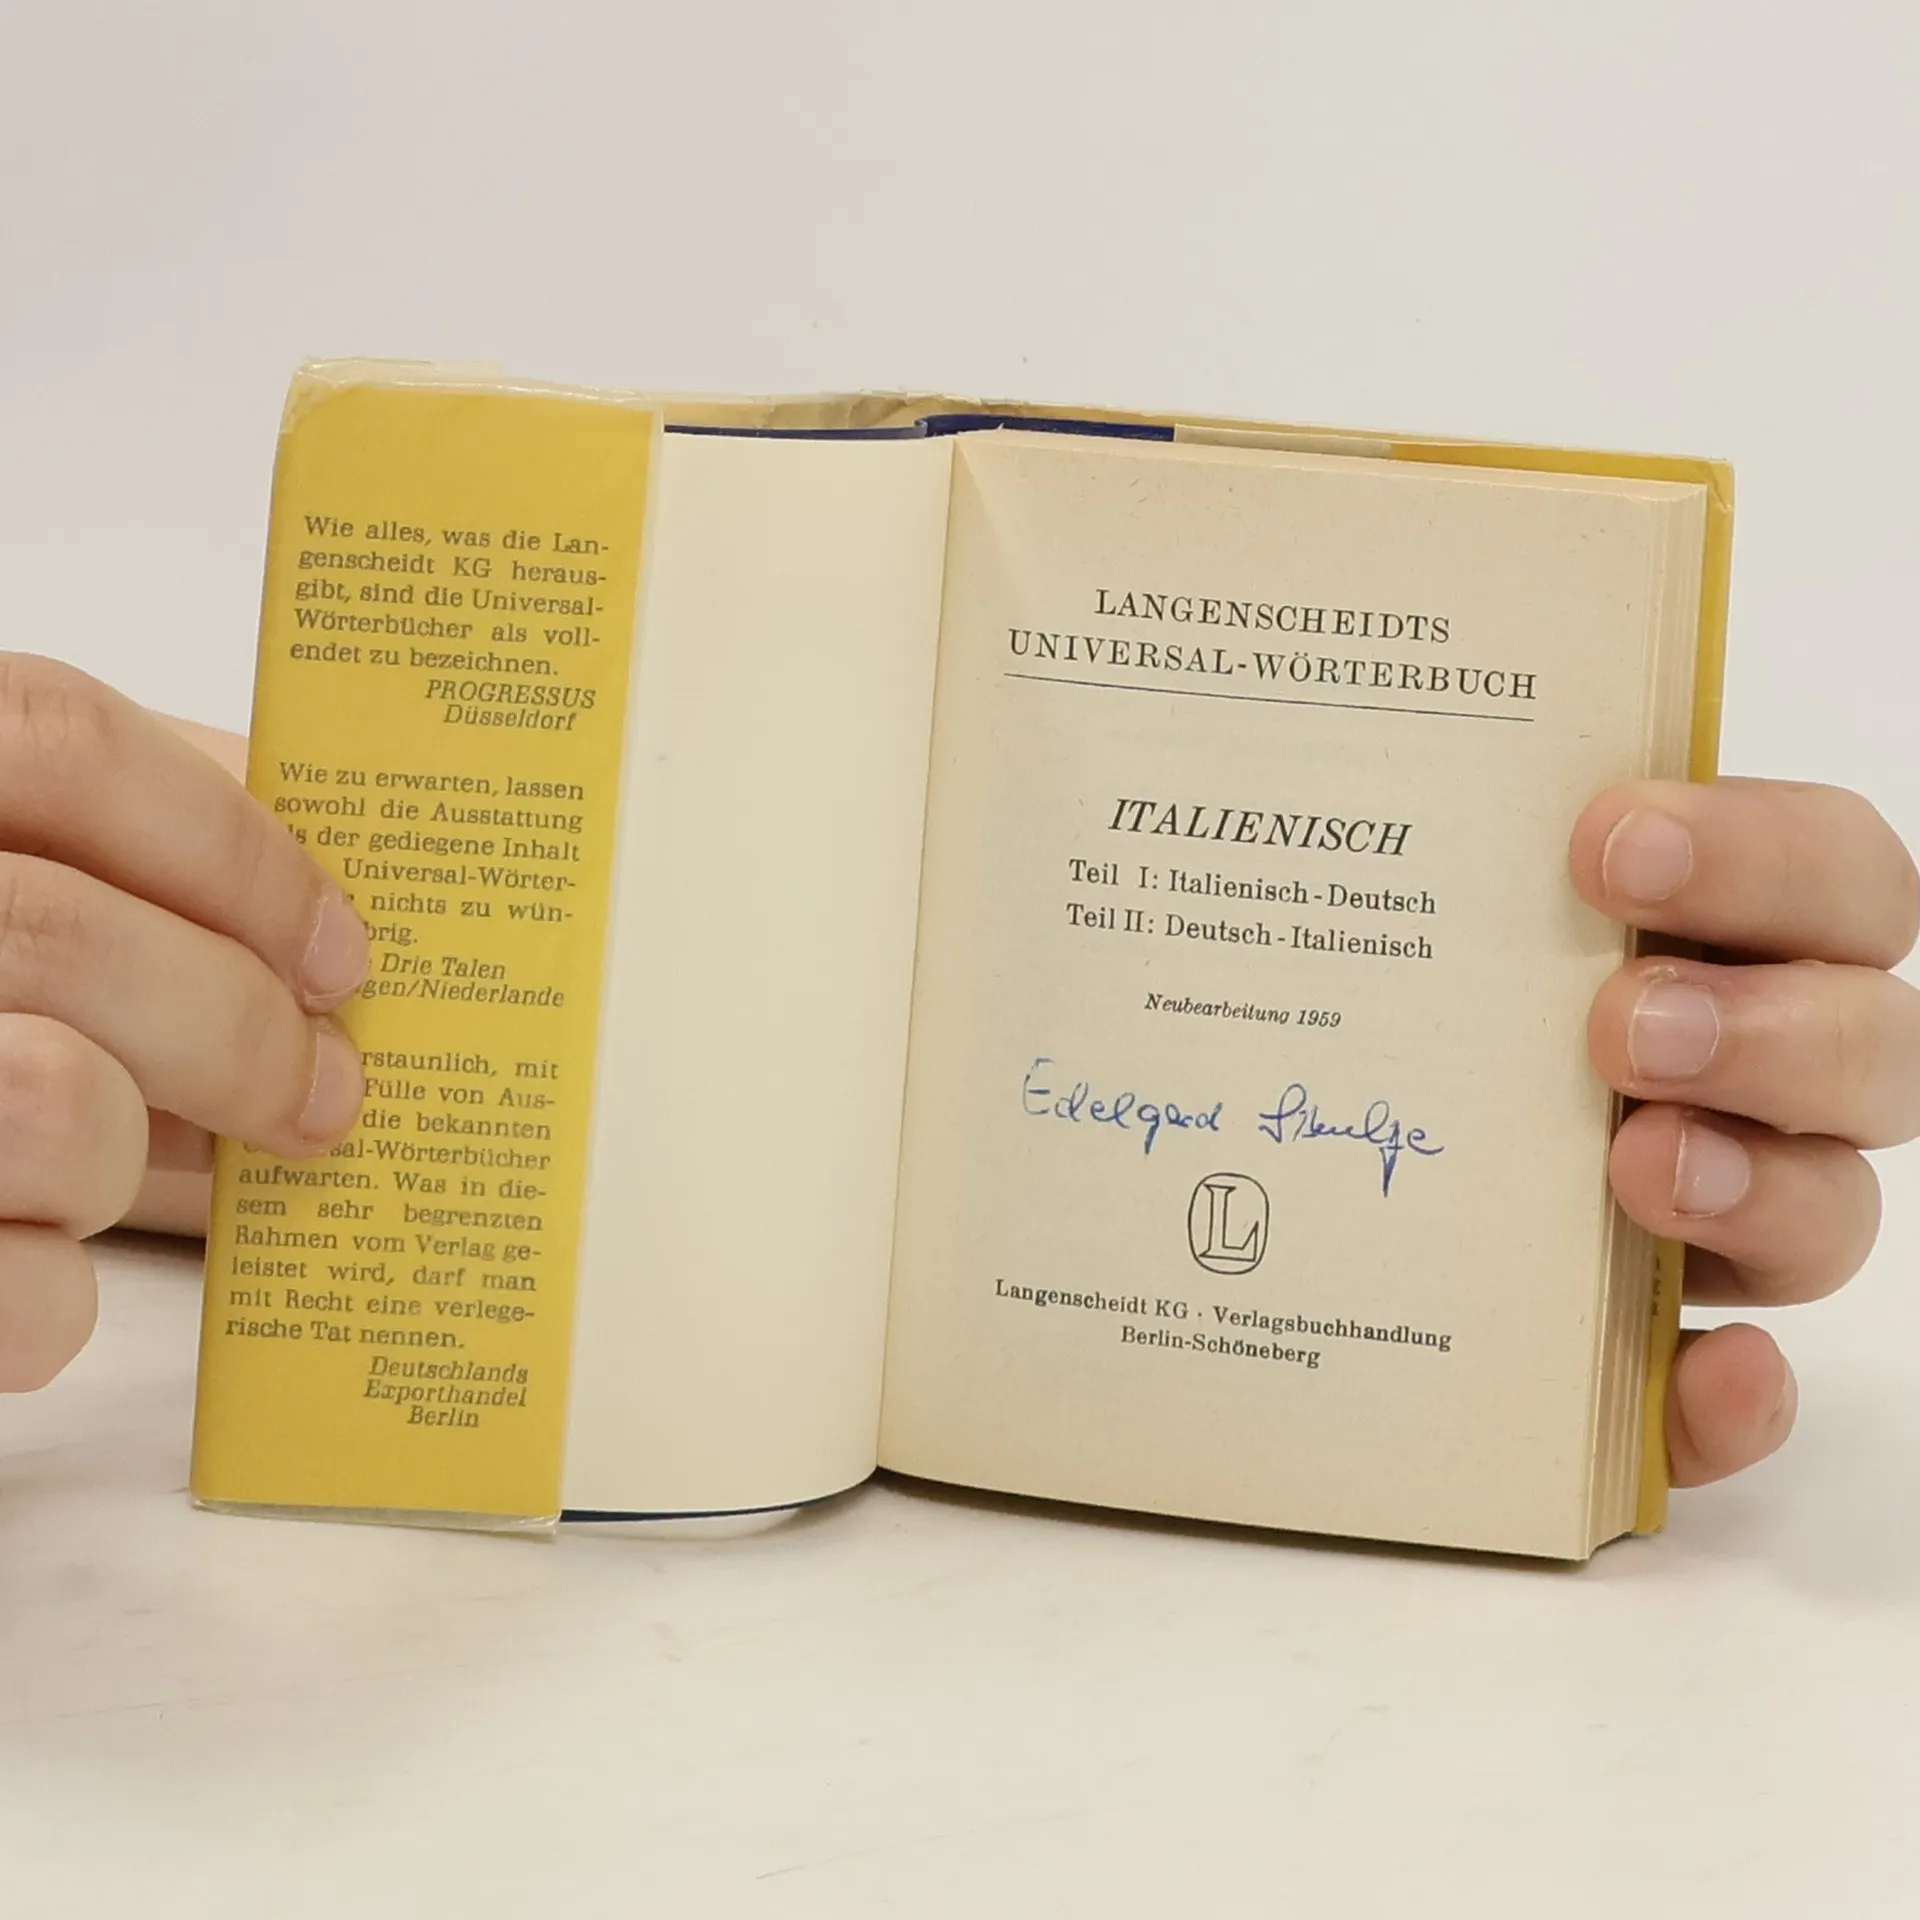 Wie alles, was die Lan-
genscheidt KG heraus-
gibt, sind die Universal-
Wörterbücher als voll-
endet zu bezeichnen.
PROGRESSUS
Düsseldorf
Wie zu erwarten, lassen
sowohl die Ausstattung
der gediegene Inhalt
Universal-Wörter-
nichts zu wün-
Drie Talen
/Niederlande
mit
Fülle von Aus-
die bekannten
-Wörterbücher
aufwarten. Was in die-
sem sehr begrenzten
Rahmen vom Verlag ge-
leistet wird, darf man
mit Recht eine verlege-
rische Tat nennen.
Deutschlands
Exporthandel
Berlin
LANGENSCHEIDTS
UNIVERSAL-WÖRTERBUCH
ITALIENISCH
Teil I: Italienisch-Deutsch
Teil II: Deutsch-Italienisch
Neubearbeitung 1959
Edelgard
L
Langenscheidt KG · Verlagsbuchhandlung
Berlin-Schöneberg